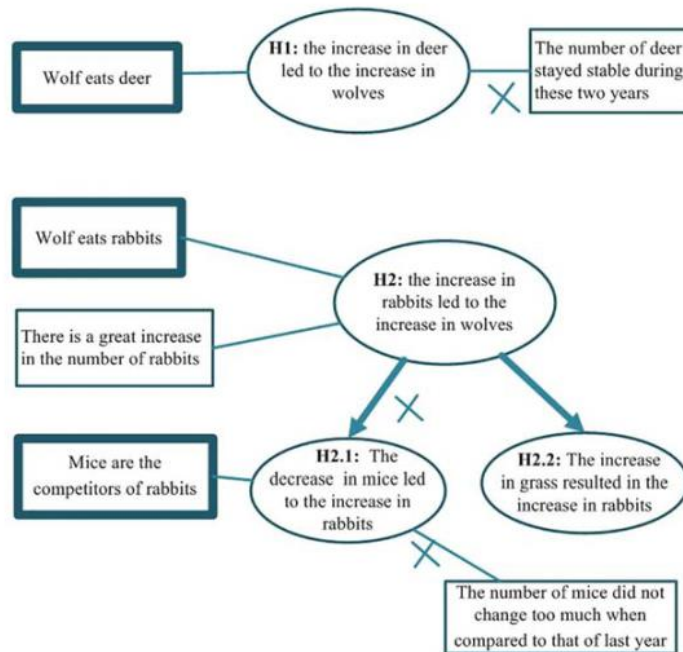 Wolf eats deer
H1: the increase in deer
led to the increase in
wolves
The number of deer
stayed stable during
these two years
Wolf eats rabbits
H2: the increase in
rabbits led to the
increase in wolves
There is a great increase
in the number of rabbits
Mice are the
competitors of rabbits
H2.1: The
decrease in mice led
to the increase in
rabbits
H2.2: The increase
in grass resulted in the
increase in rabbits
The number of mice did not
change too much when
compared to that of last year